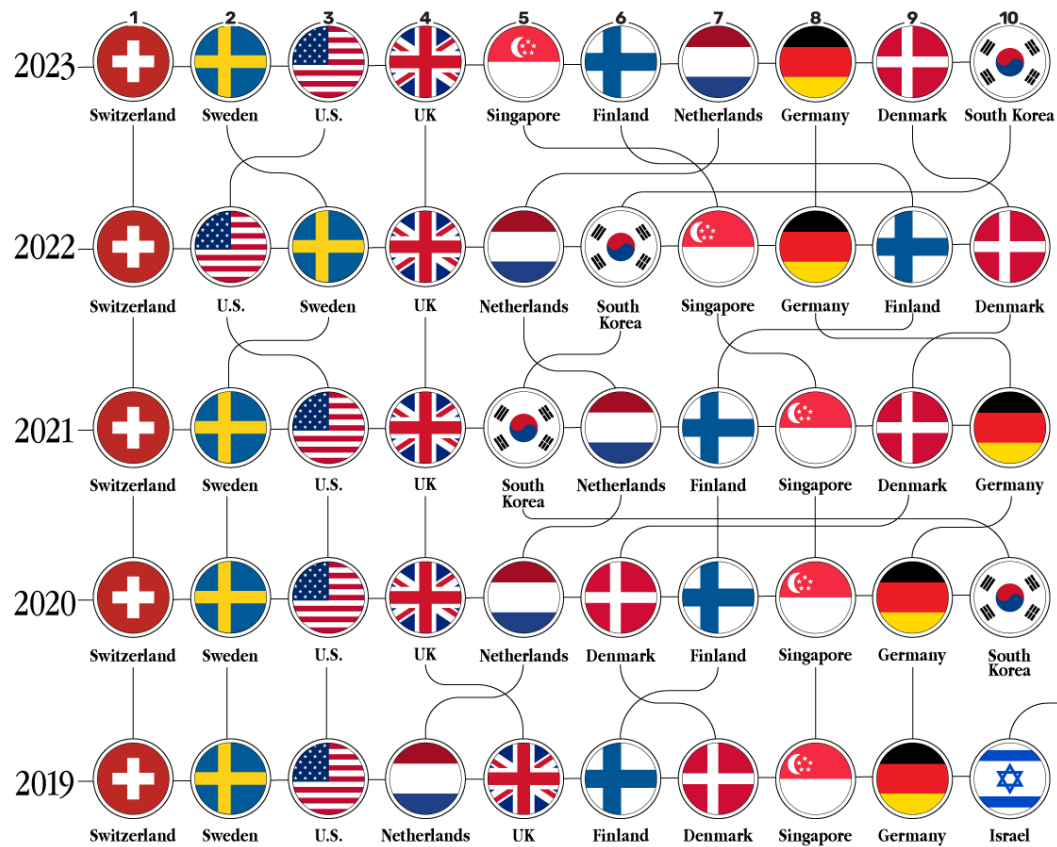 1 2 3 4 5 6 7 8 9 10
2023
Switzerland Sweden U.S. UK Singapore Finland Netherlands Germany Denmark South Korea
2022
Switzerland U.S. Sweden UK Netherlands South Singapore Germany Finland Denmark
Korea
2021
Switzerland Sweden U.S. UK South Netherlands Finland Singapore Denmark Germany
Korea
2020
Switzerland Sweden U.S. UK Netherlands Denmark Finland Singapore Germany South
Korea
2019
Switzerland Sweden U.S. Netherlands UK Finland Denmark Singapore Germany Israel